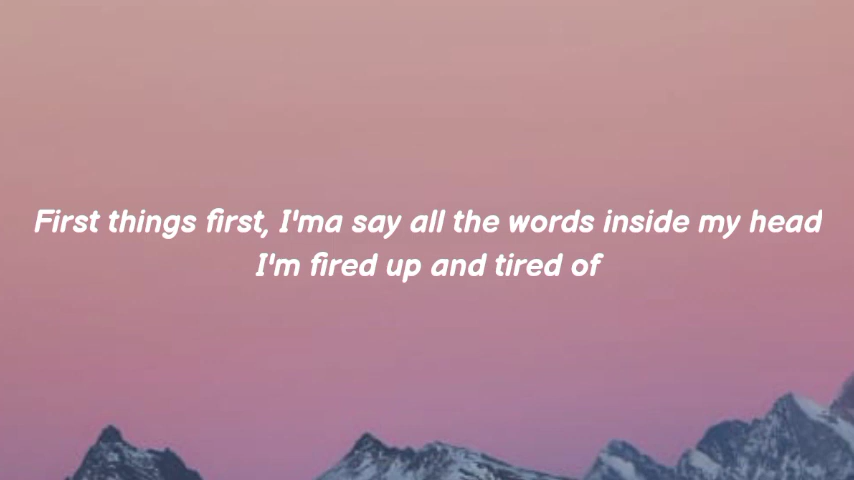 First things first, I'ma say all the words inside my head
I'm fired up and tired of